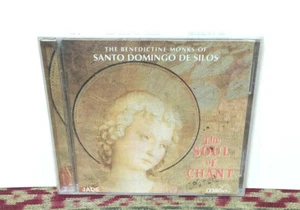 THE BENEDICTINE MONKS OF
SANTO DOMINGO DE SILOS
The
SOUL
of
CHANT
JADE